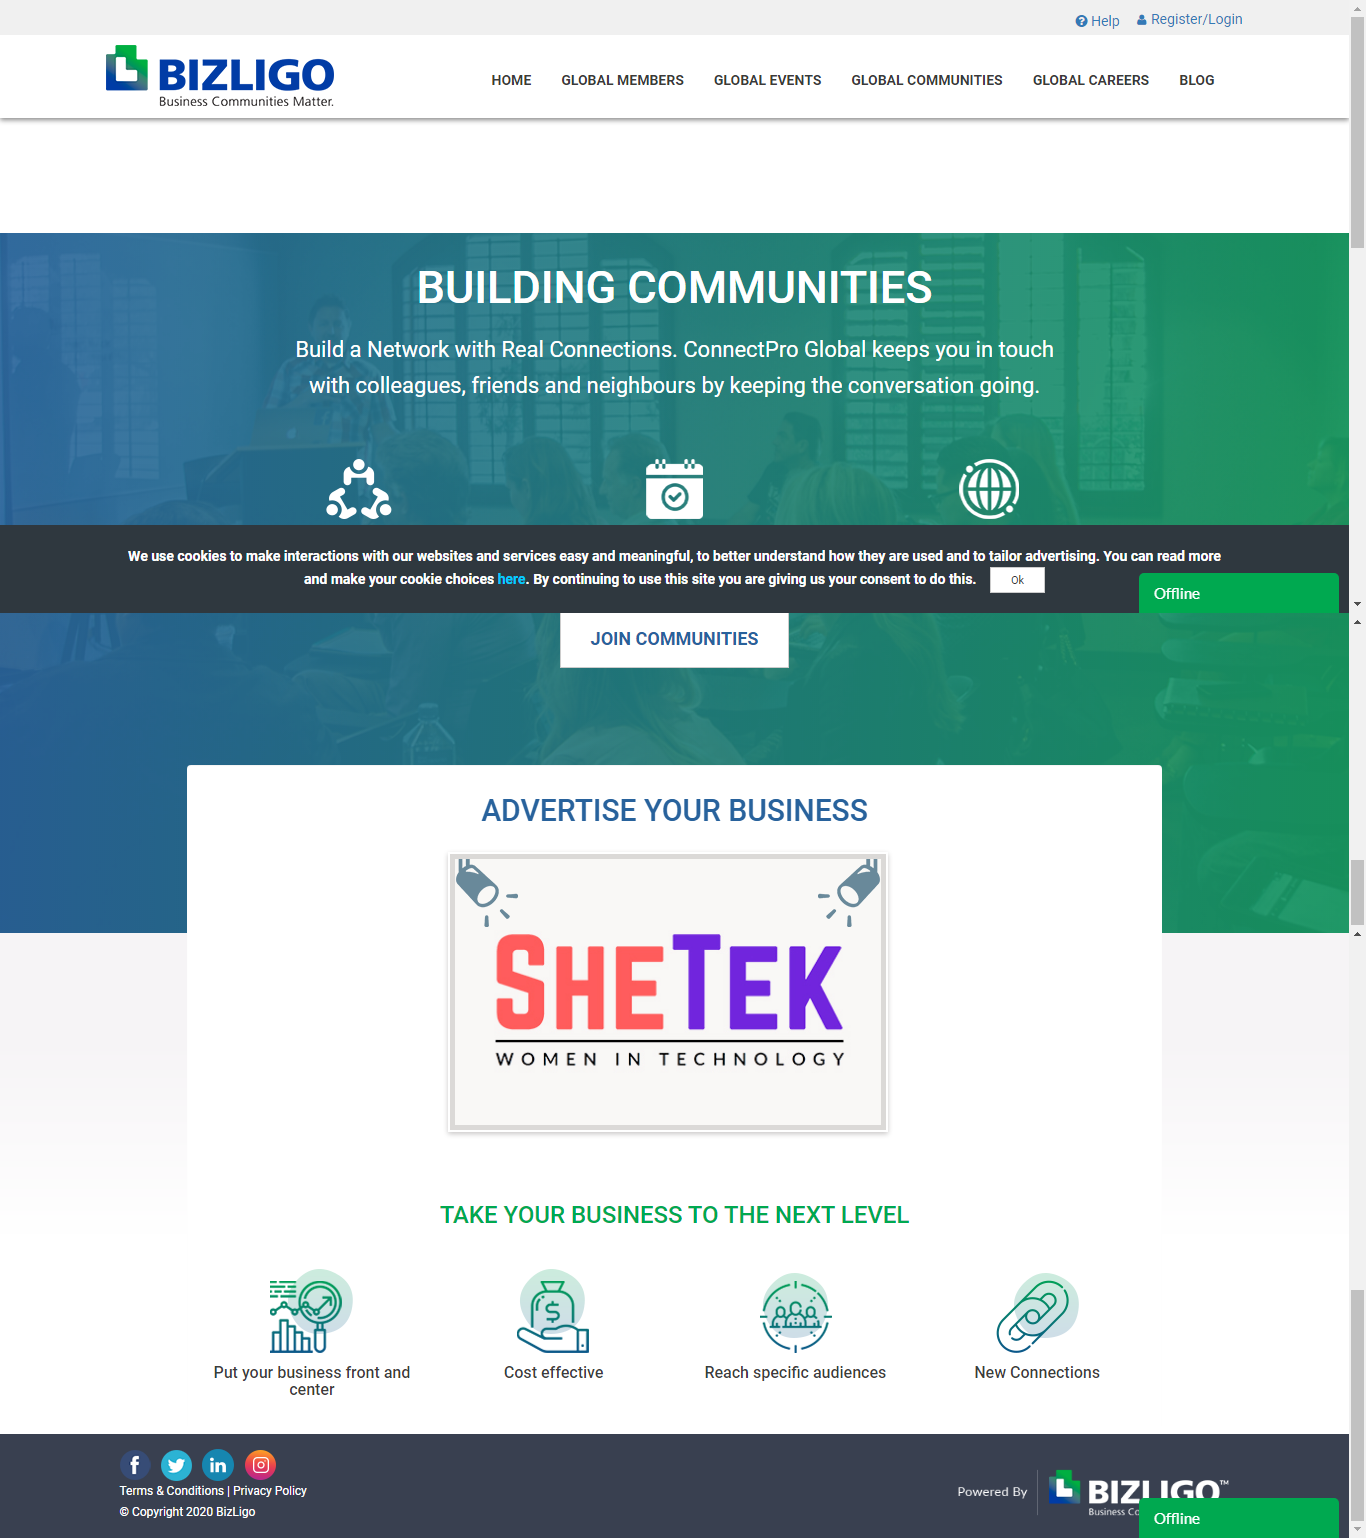 Help Register/Login
BIZLIGO
Business Communities Matter.
HOME GLOBAL MEMBERS GLOBAL EVENTS GLOBAL COMMUNITIES GLOBAL CAREERS BLOG
BUILDING COMMUNITIES
Build a Network with Real Connections. ConnectPro Global keeps you in touch
with colleagues, friends and neighbours by keeping the conversation going.
We use cookies to make interactions with our websites and services easy and meaningful, to better understand how they are used and to tailor advertising. You can read more
and make your cookie choices here. By continuing to use this site you are giving us your consent to do this. Ok
Offline
JOIN COMMUNITIES
ADVERTISE YOUR BUSINESS
SHETEK
WOMEN IN TECHNOLOGY
TAKE YOUR BUSINESS TO THE NEXT LEVEL
Put your business front and
center
Cost effective
Reach specific audiences
New Connections
Terms & Conditions | Privacy Policy
© Copyright 2020 BizLigo
Powered By
BIZLIGO™
Business
Offline